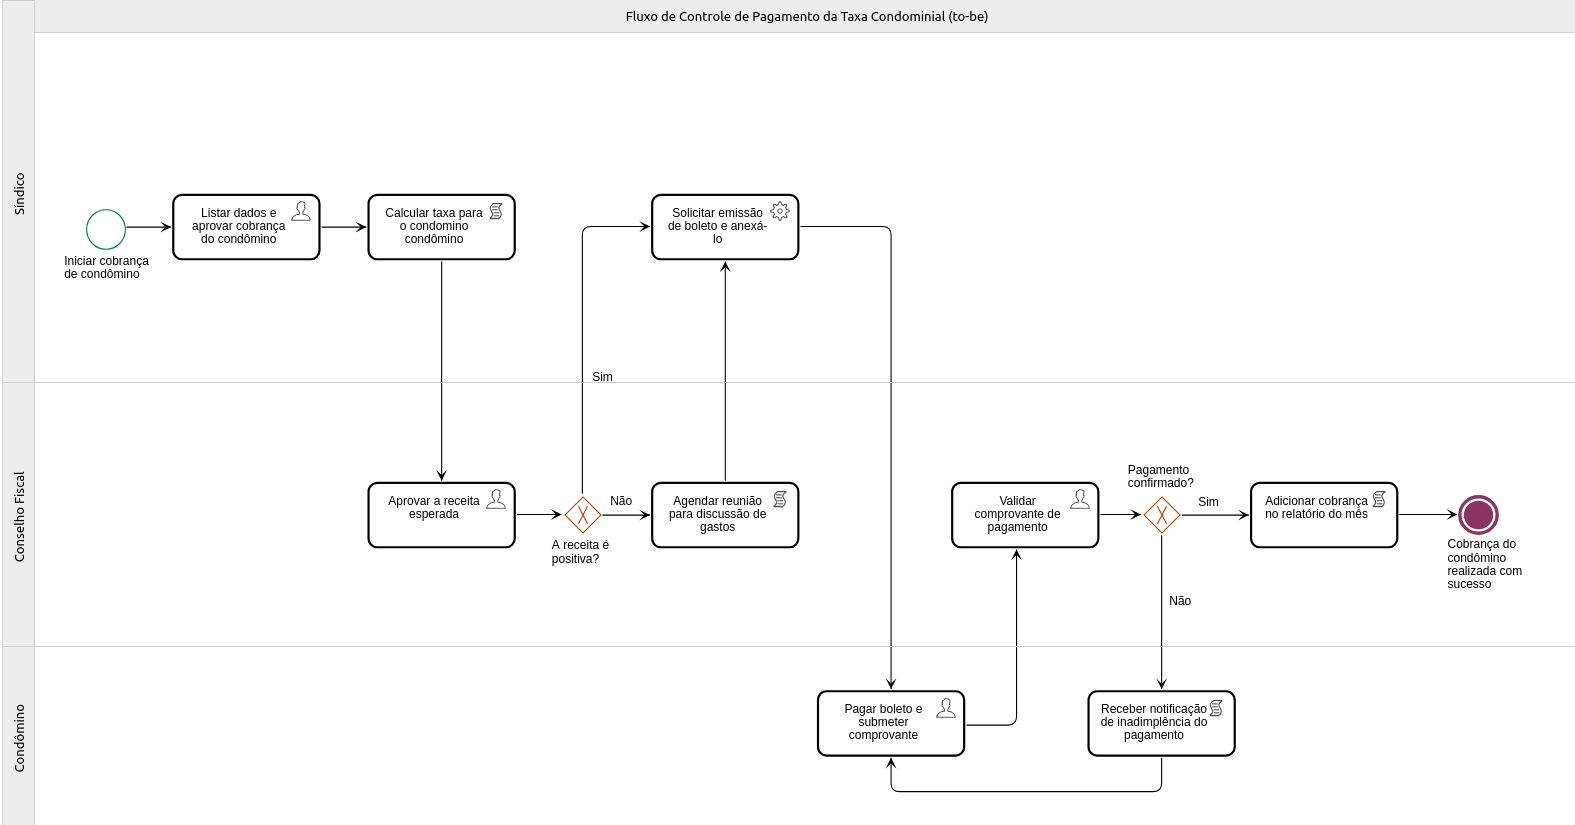 Fluxo de Controle de Pagamento da Taxa Condominial (to-be)
Síndico
Iniciar cobrança
de condômino
Listar dados e
aprovar cobrança
do condômino
Calcular taxa para
o condomino
condômino
Solicitar emissão
de boleto e anexá-
lo
Sim
Conselho Fiscal
Aprovar a receita
esperada
A receita é
positiva?
Não
Agendar reunião
para discussão de
gastos
Validar
comprovante de
pagamento
Pagamento
confirmado?
Sim
Adicionar cobrança
no relatório do mês
Cobrança do
condômino
realizada com
sucesso
Não
Condômino
Pagar boleto e
submeter
comprovante
Receber notificação
de inadimplência do
pagamento